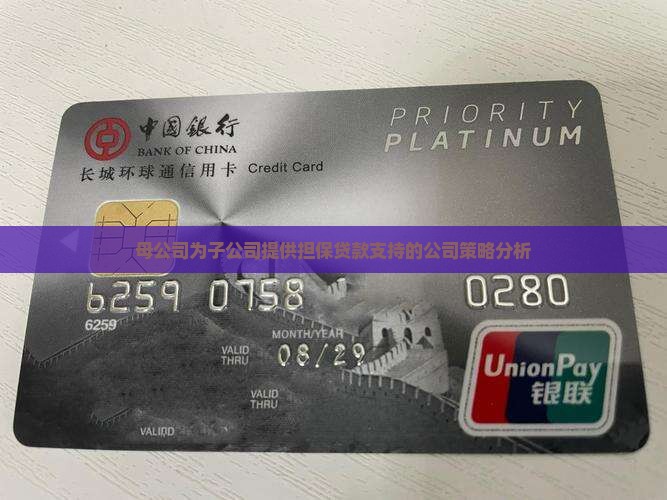 PRIORITY
PLATINUM
中国银行
BANK OF CHINA
长城环球通信用卡 Credit Card
母公司为子公司提供担保贷款支持的公司策略分析
6259 0758 0280
6259
MONTH/YEAR
VALID THRU 08/29
VALID
THRU
UnionPay
银联